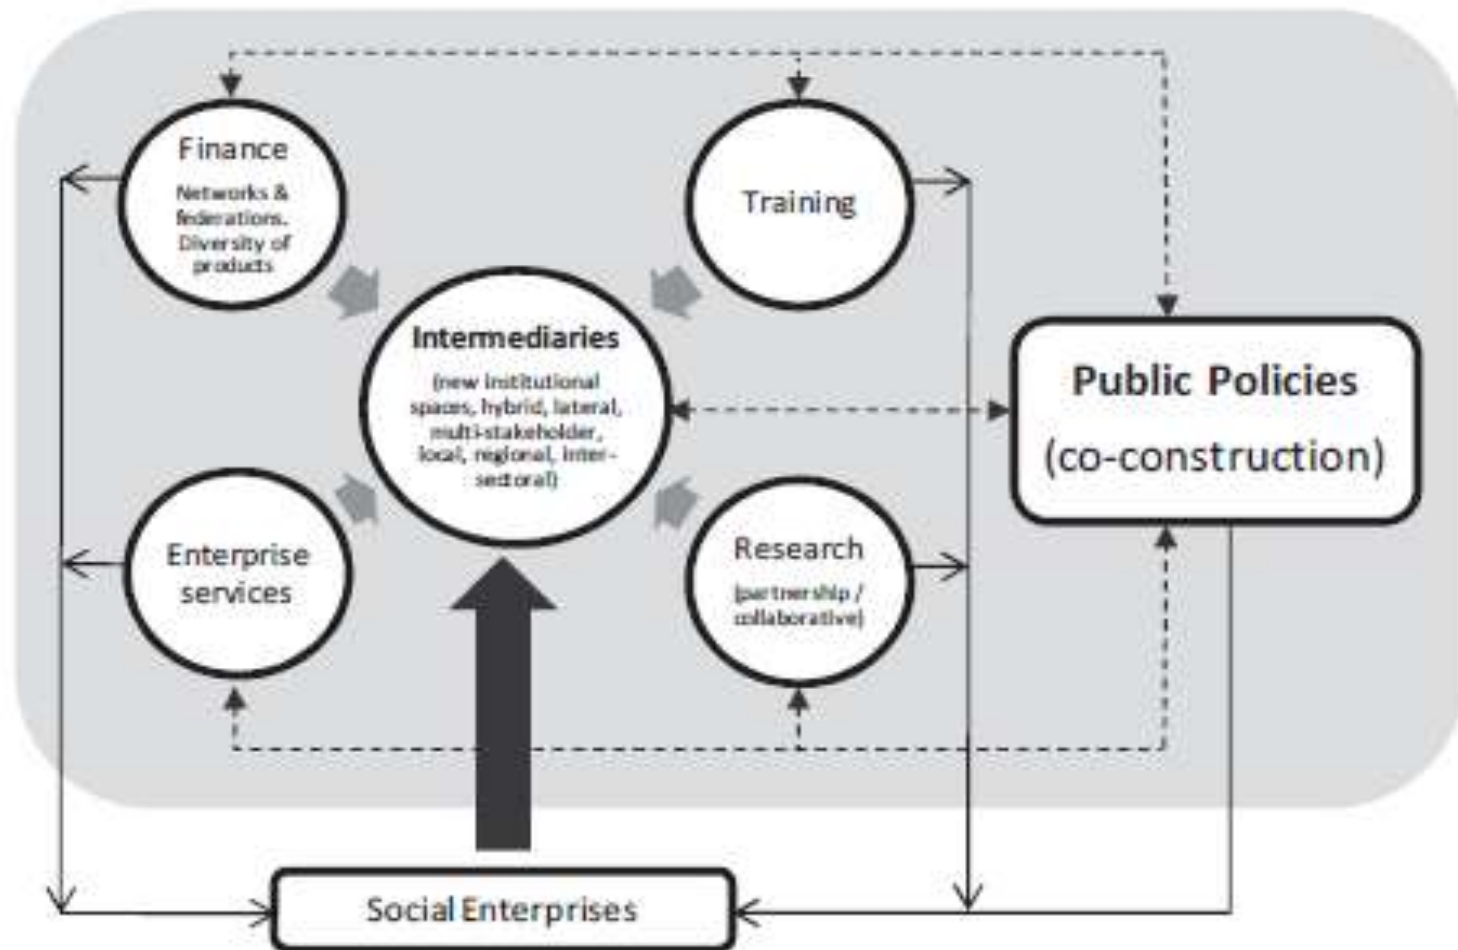 Finance
Networks &
federations.
Diversity of
products
Training
Intermediaries
(new institutional
spaces, hybrid, lateral,
multi-stakeholder,
local, regional, inter-
sectoral)
Public Policies
(co-construction)
Enterprise
services
Research
(partnership /
collaborative)
Social Enterprises